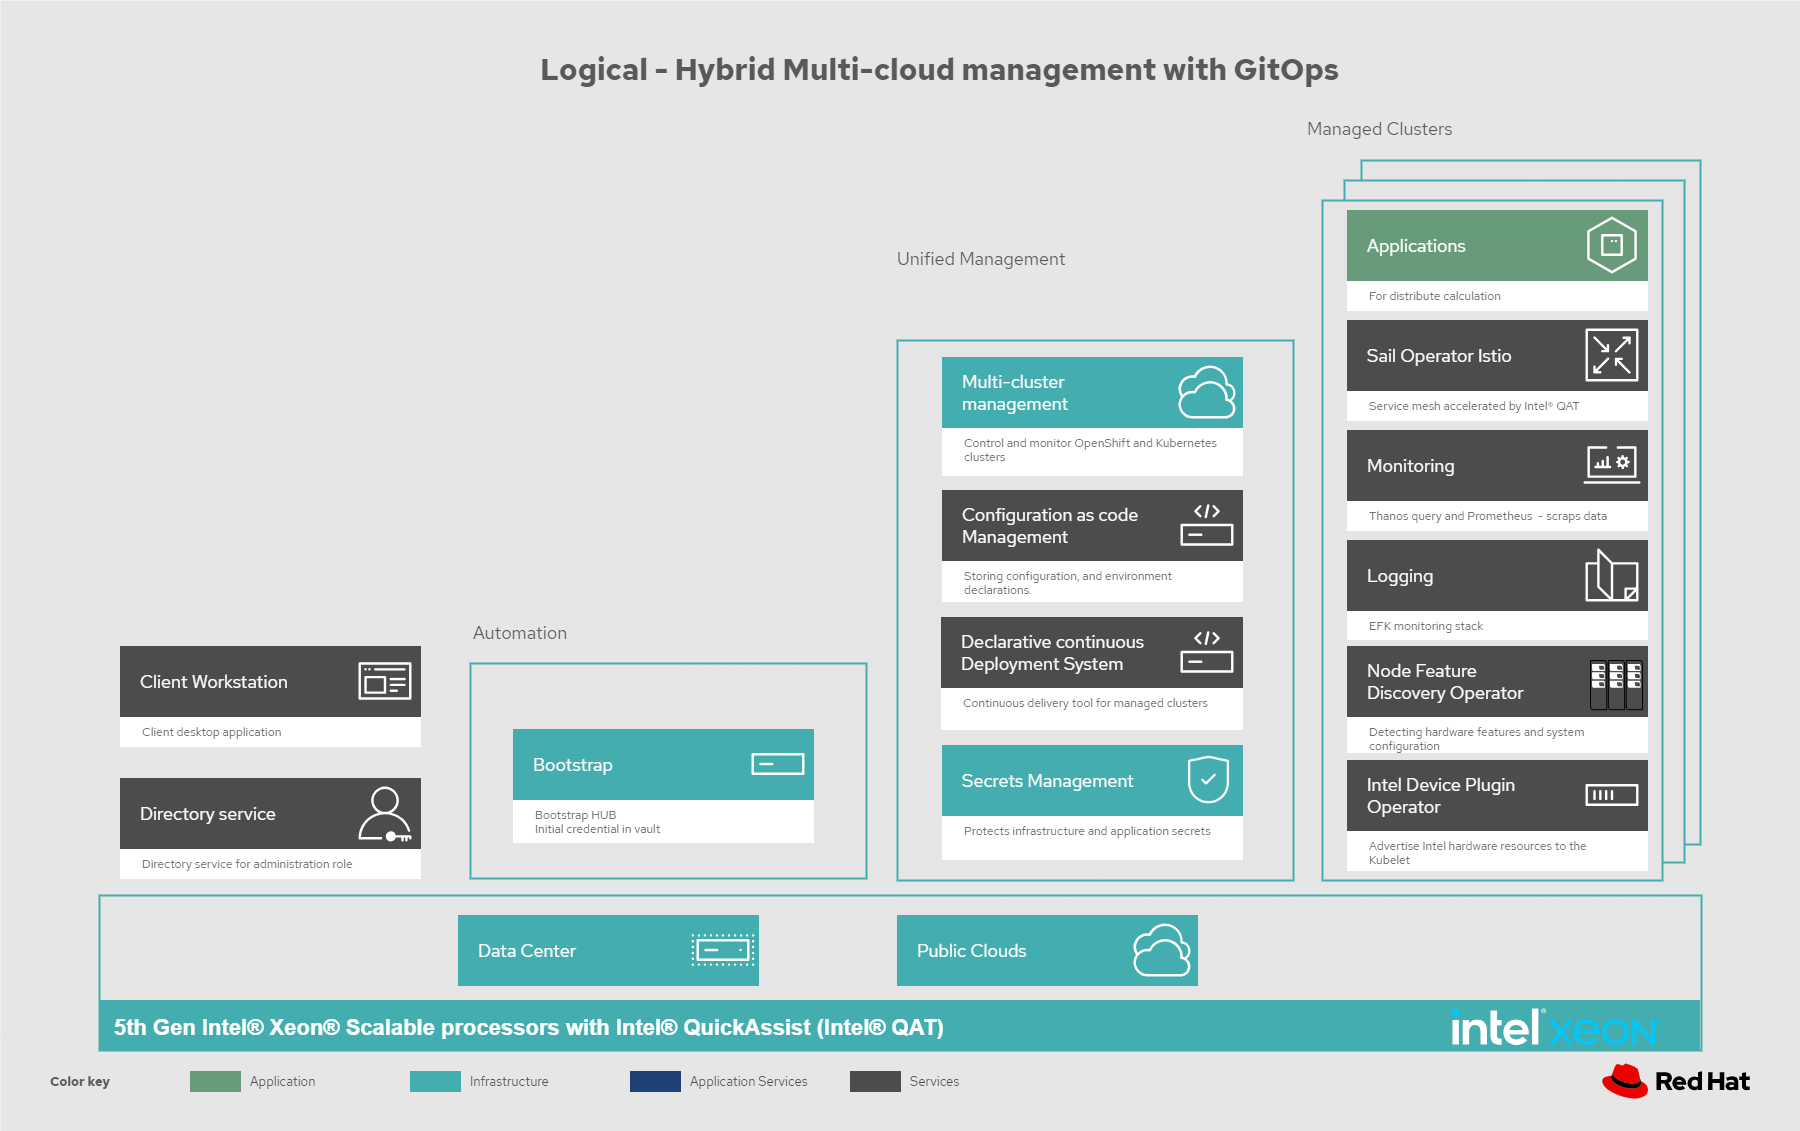 Logical - Hybrid Multi-cloud management with GitOps
Managed Clusters
Unified Management
Automation
Client Workstation
Client desktop application
Directory service
Directory service for administration role
Bootstrap
Bootstrap HUB
Initial credential in vault
Multi-cluster
management
Control and monitor OpenShift and Kubernetes
clusters
Configuration as code
Management
Storing configuration, and environment
declarations.
Declarative continuous
Deployment System
Continuous delivery tool for managed clusters
Secrets Management
Protects infrastructure and application secrets
Applications
For distribute calculation
Sail Operator Istio
Service mesh accelerated by Intel® QAT
Monitoring
Thanos query and Prometheus - scraps data
Logging
EFK monitoring stack
Node Feature
Discovery Operator
Detecting hardware features and system
configuration
Intel Device Plugin
Operator
Advertise Intel hardware resources to the
Kubelet
Data Center
Public Clouds
5th Gen Intel® Xeon® Scalable processors with Intel® QuickAssist (Intel® QAT)
intel® xeon
Color key
Application
Infrastructure
Application Services
Services
Red Hat